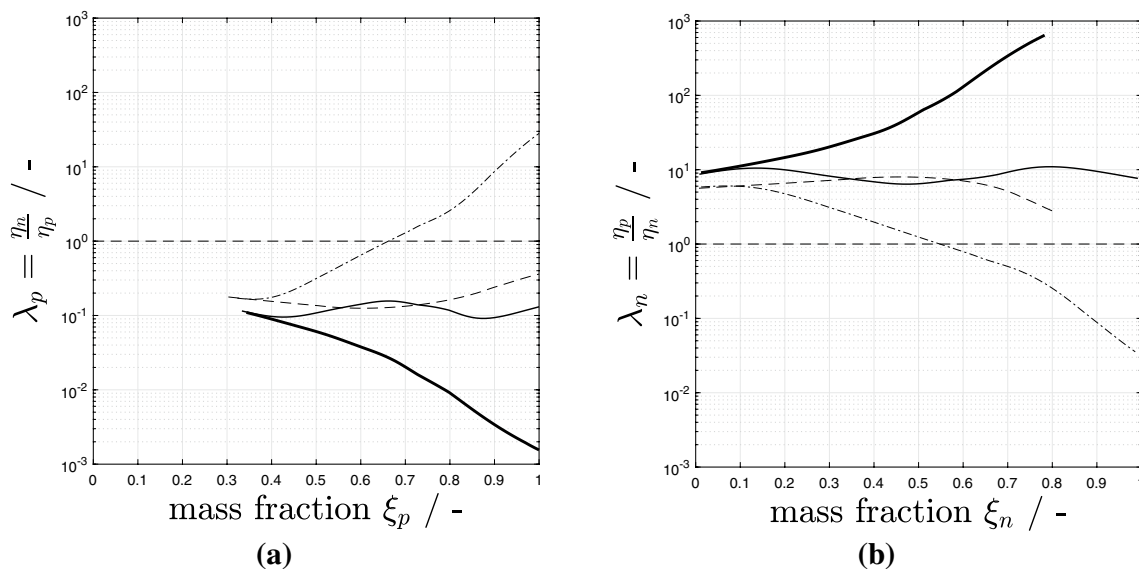 10^3
10^2
10^1
10^0
10^-1
10^-2
10^-3
λ_p = η_n/η_p / -
0 0.1 0.2 0.3 0.4 0.5 0.6 0.7 0.8 0.9 1
mass fraction ξ_p / -
(a)
10^3
10^2
10^1
10^0
10^-1
10^-2
10^-3
λ_n = η_p/η_n / -
0 0.1 0.2 0.3 0.4 0.5 0.6 0.7 0.8 0.9 1
mass fraction ξ_n / -
(b)